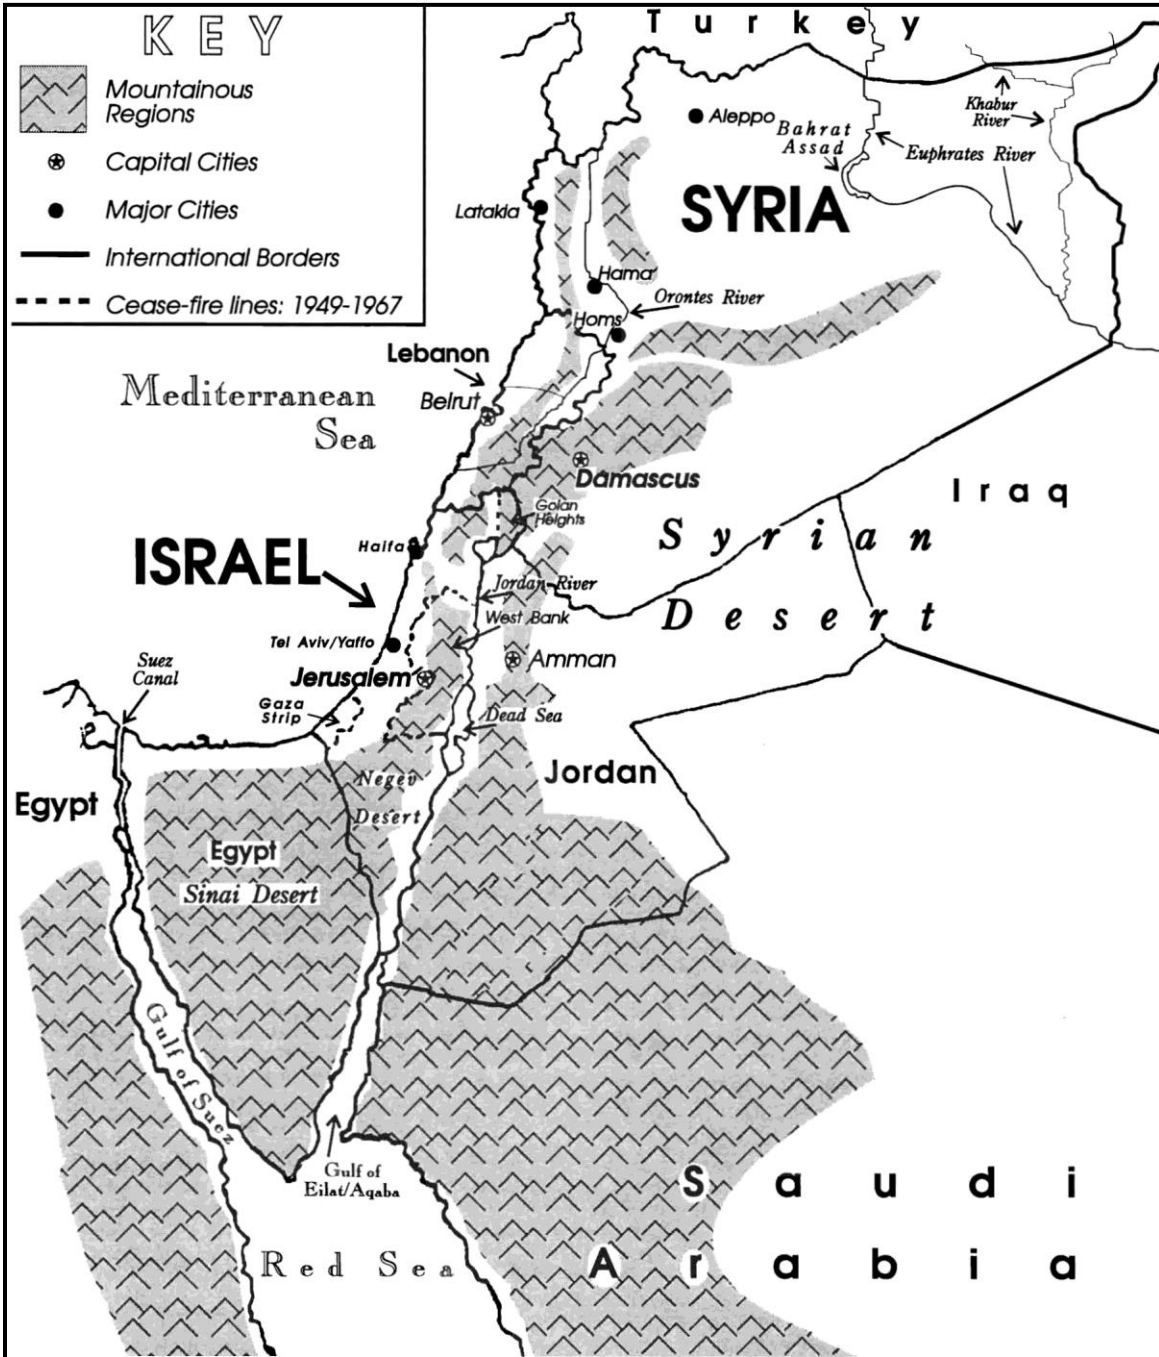 KEY
Mountainous
Regions
Capital Cities
Major Cities
International Borders
Cease-fire lines: 1949-1967
Turkey
Aleppo
Bahrat
Assad
Khabur
River
Euphrates River
SYRIA
Latakia
Hama
Orontes River
Homs
Lebanon
Mediterranean
Sea
Beirut
Damascus
Iraq
Golan
Heights
Syrian
Desert
Haifa
ISRAEL
Jordan River
West Bank
Tel Aviv/Yaffo
Amman
Suez
Canal
Jerusalem
Gaza
Strip
Dead Sea
Jordan
Negev
Desert
Egypt
Egypt
Sinai Desert
Gulf of Suez
Gulf of
Eilat/Aqaba
Saudi
Arabia
Red Sea